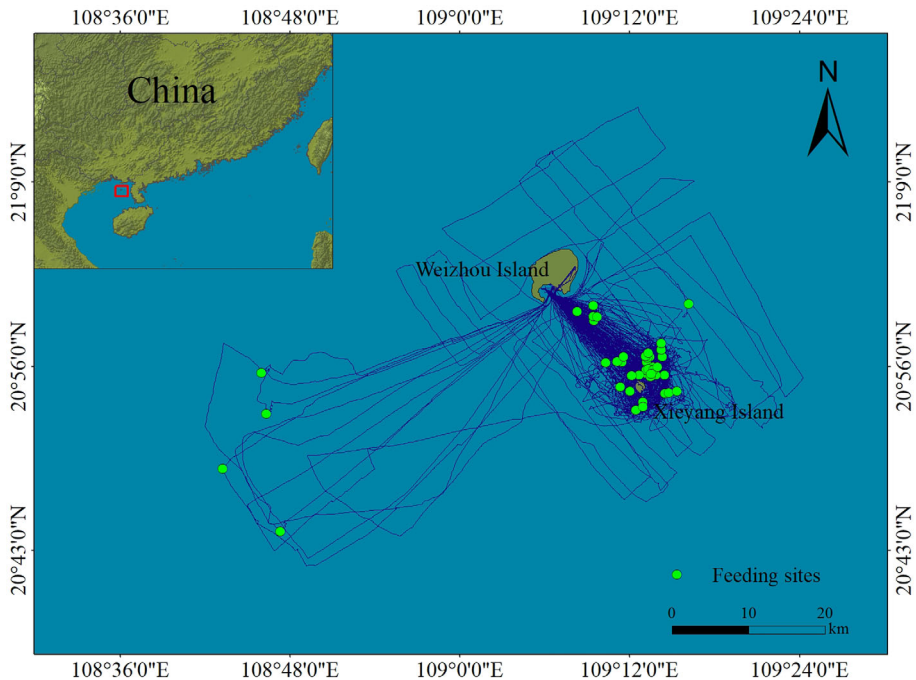 108°36'0"E 108°48'0"E 109°0'0"E 109°12'0"E 109°24'0"E
China
N
21°9'0"N 21°9'0"N
Weizhou Island
20°56'0"N 20°56'0"N
Xieyang Island
20°43'0"N 20°43'0"N
Feeding sites
0 10 20
km
108°36'0"E 108°48'0"E 109°0'0"E 109°12'0"E 109°24'0"E